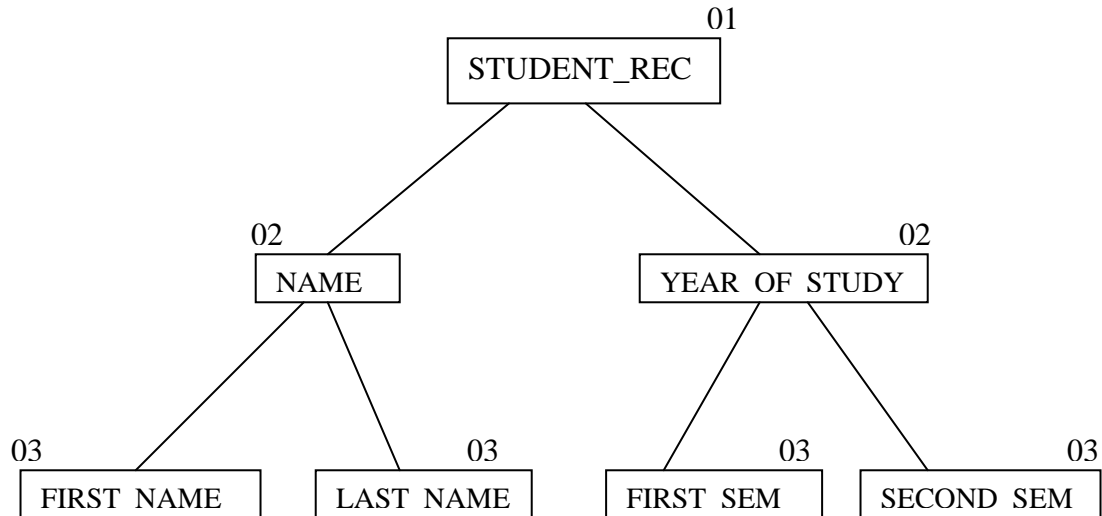 01
STUDENT_REC
02
02
NAME
YEAR OF STUDY
03
03
03
03
FIRST NAME
LAST NAME
FIRST SEM
SECOND SEM